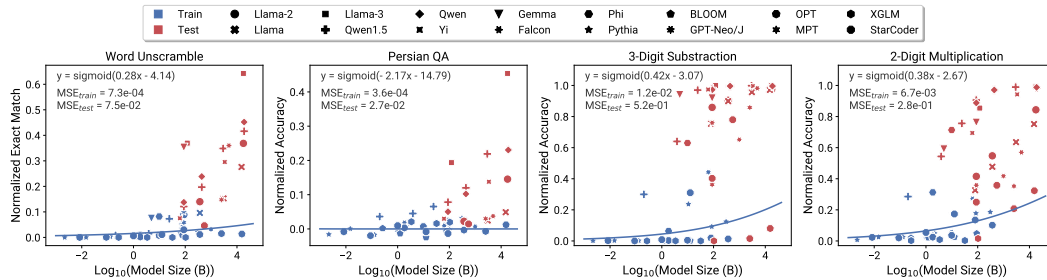 Train Llama-2 Llama-3 Qwen Gemma Phi BLOOM OPT XGLM
Test Llama Qwen1.5 Yi Falcon Pythia GPT-Neo/J MPT StarCoder
Word Unscramble
y = sigmoid(0.28x - 4.14)
MSEtrain = 7.3e-04
MSEtest = 7.5e-02
Normalized Exact Match
0.6
0.4
0.3
0.2
0.1
0.0
−2 0 2 4
Log10(Model Size (B))
Persian QA
y = sigmoid(- 2.17x - 14.79)
MSEtrain = 3.6e-04
MSEtest = 2.7e-02
Normalized Accuracy
0.4
0.3
0.2
0.1
0.0
−2 0 2 4
Log10(Model Size (B))
3-Digit Substraction
y = sigmoid(0.42x - 3.07)
MSEtrain = 1.2e-02
MSEtest = 5.2e-01
Normalized Accuracy
1.0
0.8
0.6
0.4
0.2
0.0
−2 0 2 4
Log10(Model Size (B))
2-Digit Multiplication
y = sigmoid(0.38x - 2.67)
MSEtrain = 6.7e-03
MSEtest = 2.8e-01
Normalized Accuracy
1.0
0.8
0.6
0.4
0.2
0.0
−2 0 2 4
Log10(Model Size (B))